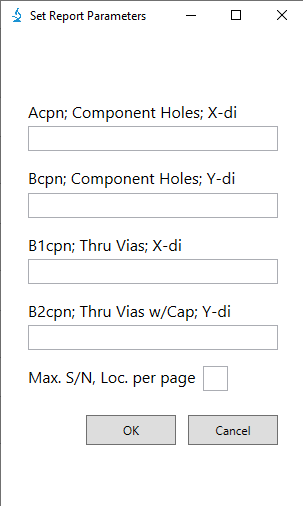 Set Report Parameters
Acpn; Component Holes; X-di
Bcpn; Component Holes; Y-di
B1cpn; Thru Vias; X-di
B2cpn; Thru Vias w/Cap; Y-di
Max. S/N, Loc. per page
OK Cancel